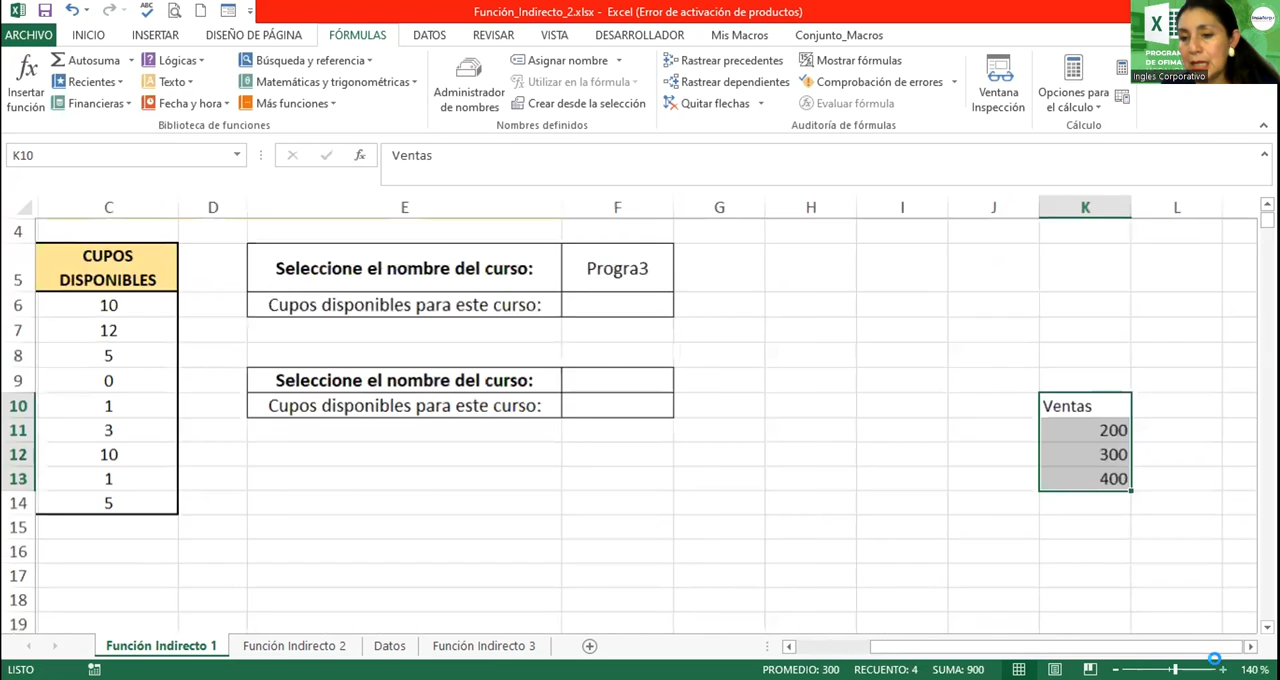 Función_Indirecto_2.xlsx - Excel (Error de activación de productos)
ARCHIVO INICIO INSERTAR DISEÑO DE PÁGINA FÓRMULAS DATOS REVISAR VISTA DESARROLLADOR Mis Macros Conjunto_Macros
Ingles Corporativo
Insertar función
Autosuma Lógicas Búsqueda y referencia
Recientes Texto Matemáticas y trigonométricas
Financieras Fecha y hora Más funciones
Biblioteca de funciones
Administrador de nombres
Asignar nombre
Utilizar en la fórmula
Crear desde la selección
Nombres definidos
Rastrear precedentes Mostrar fórmulas
Rastrear dependientes Comprobación de errores
Quitar flechas Evaluar fórmula
Auditoría de fórmulas
Ventana Inspección
Opciones para el cálculo
Cálculo
K10 fx Ventas
C D E F G H I J K L
4
5 CUPOS DISPONIBLES Seleccione el nombre del curso: Progra3
6 10 Cupos disponibles para este curso:
7 12
8 5
9 0 Seleccione el nombre del curso:
10 1 Cupos disponibles para este curso: Ventas
11 3 200
12 10 300
13 1 400
14 5
15
16
17
18
19
Función Indirecto 1 Función Indirecto 2 Datos Función Indirecto 3
LISTO PROMEDIO: 300 RECUENTO: 4 SUMA: 900 140 %